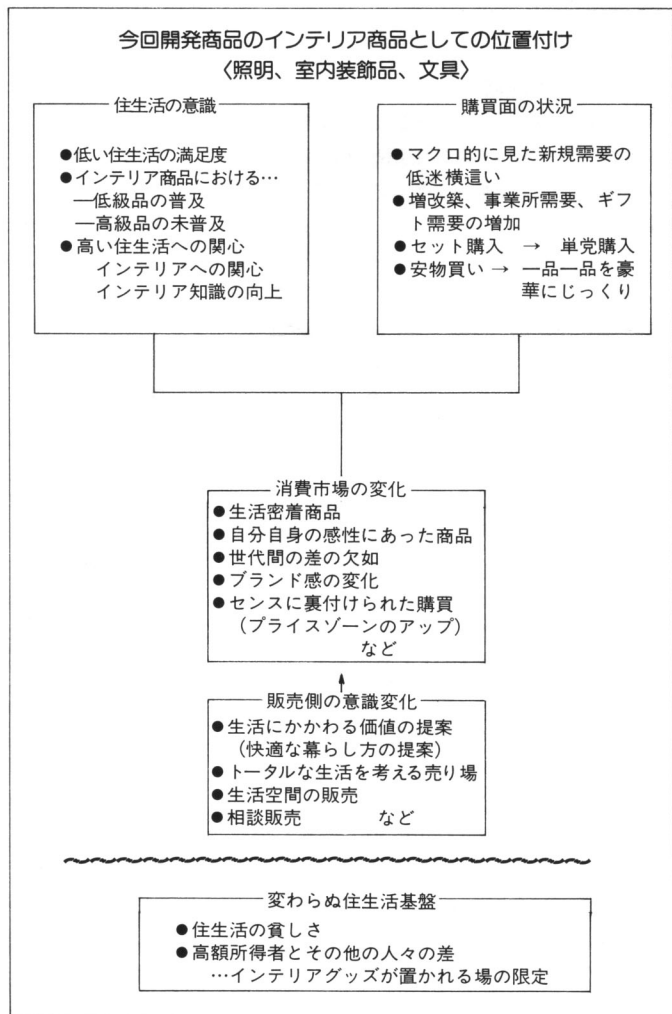 今回開発商品のインテリア商品としての位置付け
〈照明、室内装飾品、文具〉
住生活の意識
●低い住生活の満足度
●インテリア商品における…
―低級品の普及
―高級品の未普及
●高い住生活への関心
インテリアへの関心
インテリア知識の向上
購買面の状況
●マクロ的に見た新規需要の
低迷横這い
●増改築、事業所需要、ギフ
ト需要の増加
●セット購入 → 単党購入
●安物買い → 一品一品を豪
華にじっくり
消費市場の変化
●生活密着商品
●自分自身の感性にあった商品
●世代間の差の欠如
●ブランド感の変化
●センスに裏付けられた購買
(プライスゾーンのアップ)
など
販売側の意識変化
●生活にかかわる価値の提案
(快適な暮らし方の提案)
●トータルな生活を考える売り場
●生活空間の販売
●相談販売 など
変わらぬ住生活基盤
●住生活の貧しさ
●高額所得者とその他の人々の差
…インテリアグッズが置かれる場の限定